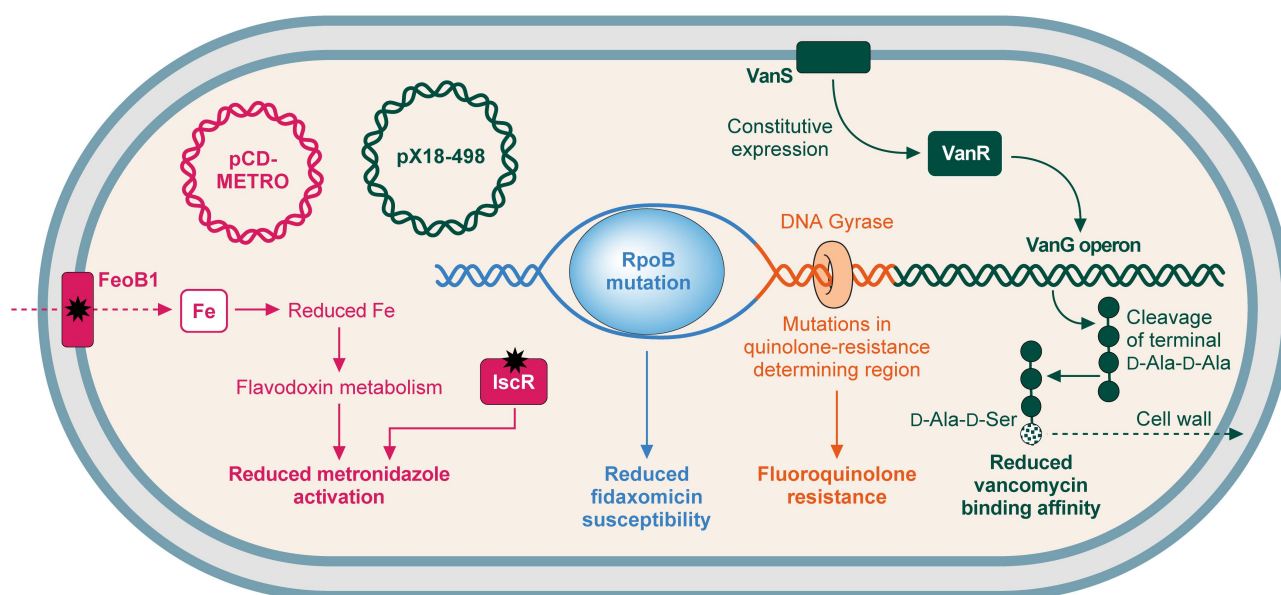 VanS
Constitutive
expression
VanR
pCD-
METRO
pX18-498
VanG operon
DNA Gyrase
RpoB
mutation
FeoB1
Fe
Reduced Fe
Flavodoxin metabolism
IscR
Reduced metronidazole
activation
Reduced
fidaxomicin
susceptibility
Mutations in
quinolone-resistance
determining region
Fluoroquinolone
resistance
Cleavage
of terminal
D-Ala-D-Ala
D-Ala-D-Ser
Cell wall
Reduced
vancomycin
binding affinity